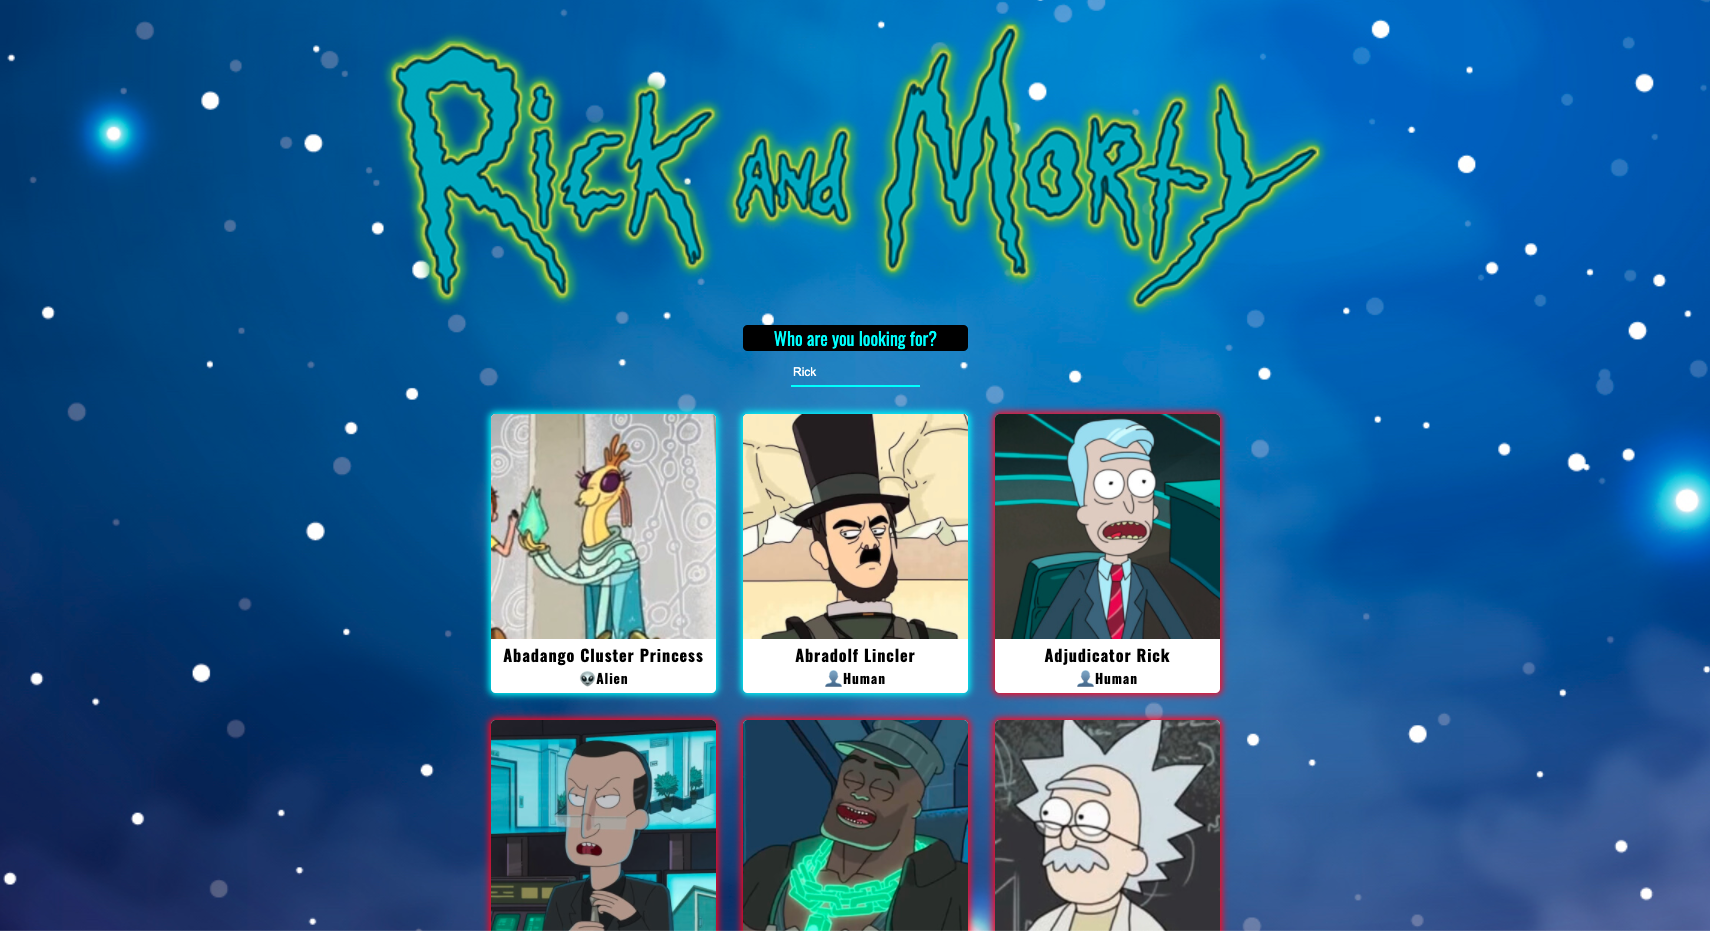 Rick and Morty
Who are you looking for?
Rick
Abadango Cluster Princess
👽Alien
Abradolf Lincler
👤Human
Adjudicator Rick
👤Human